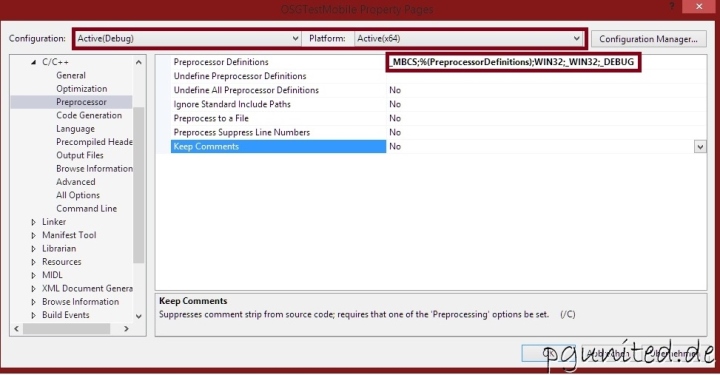 OSGTestMobile Property Pages
Configuration: Active(Debug) Platform: Active(x64) Configuration Manager...
C/C++
General
Optimization
Preprocessor
Code Generation
Language
Precompiled Heade
Output Files
Browse Information
Advanced
All Options
Command Line
Linker
Manifest Tool
Librarian
Resources
MIDL
XML Document Genera
Browse Information
Build Events
Preprocessor Definitions _MBCS;%(PreprocessorDefinitions);WIN32;_WIN32;_DEBUG
Undefine Preprocessor Definitions
Undefine All Preprocessor Definitions No
Ignore Standard Include Paths No
Preprocess to a File No
Preprocess Suppress Line Numbers No
Keep Comments No
Keep Comments
Suppresses comment strip from source code; requires that one of the 'Preprocessing' options be set. (/C)
OK Abbrechen Übernehmen
pgunited.de